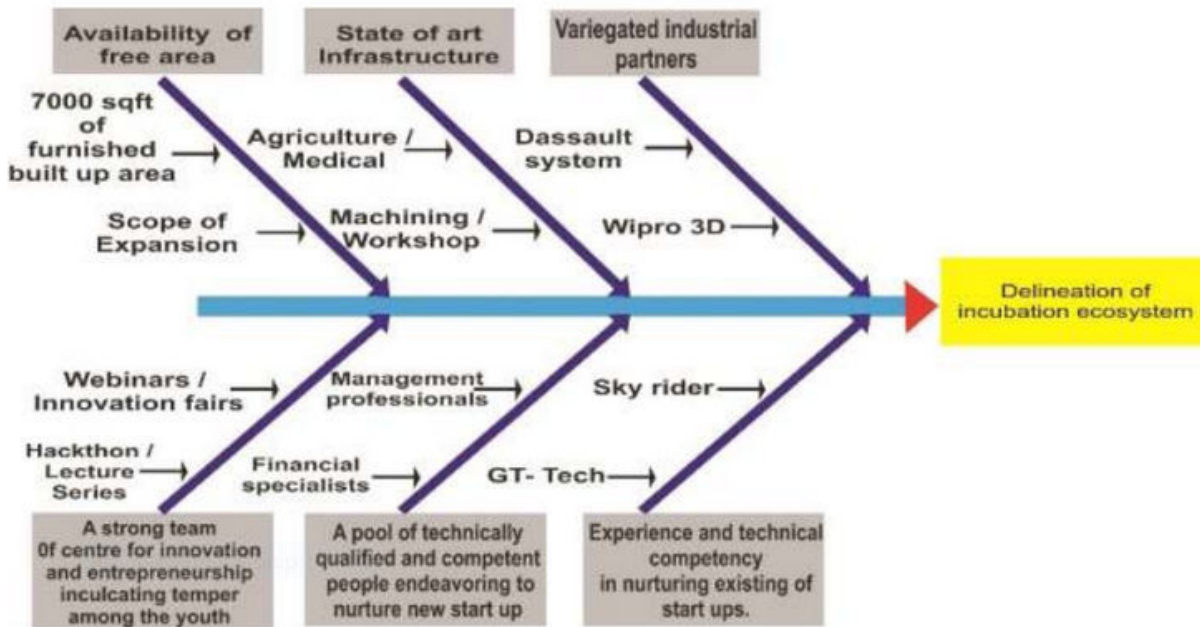 Availability of
free area
State of art
Infrastructure
Variegated industrial
partners
7000 sqft
of
furnished
built up area
Agriculture /
Medical
Dassault
system
Scope of
Expansion
Machining /
Workshop
Wipro 3D
Delineation of
incubation ecosystem
Webinars /
Innovation fairs
Management
professionals
Sky rider
Hackthon /
Lecture
Series
Financial
specialists
GT- Tech
A strong team
0f centre for innovation
and entrepreneurship
inculcating temper
among the youth
A pool of technically
qualified and competent
people endeavoring to
nurture new start up
Experience and technical
competency
in nurturing existing of
start ups.